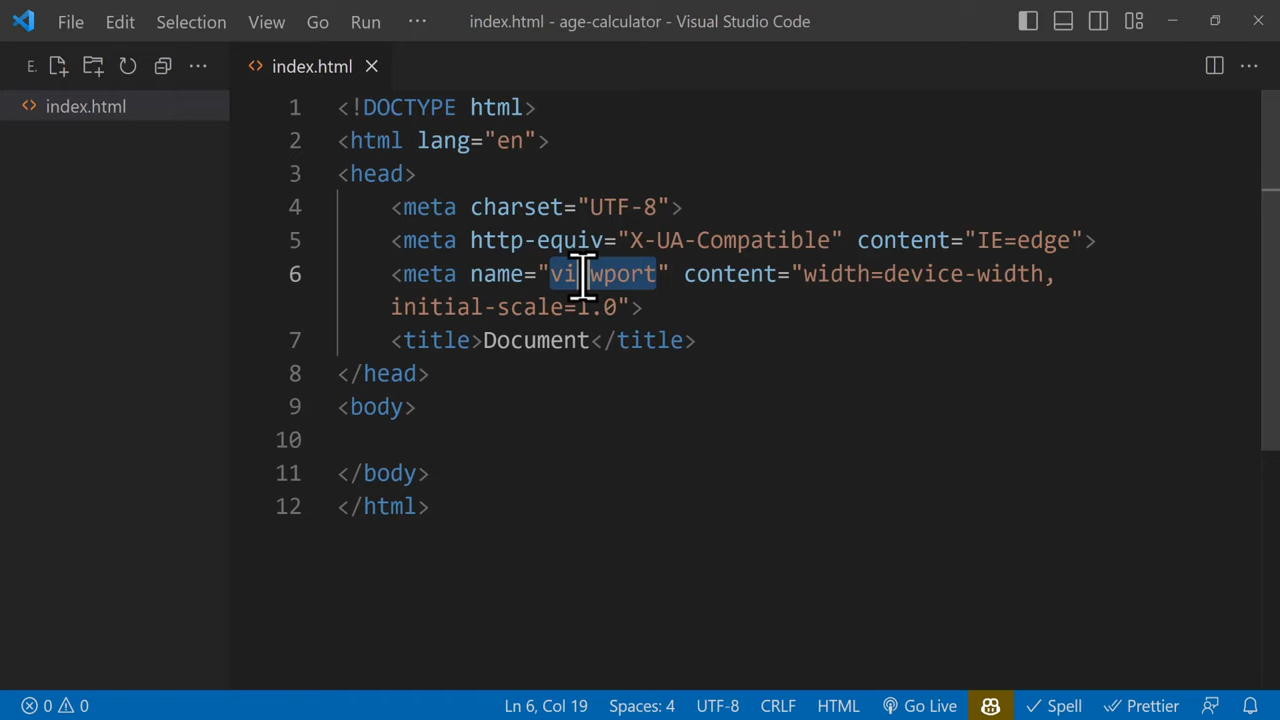 File Edit Selection View Go Run ··· index.html - age-calculator - Visual Studio Code
E. ··· index.html
index.html
1 <!DOCTYPE html>
2 <html lang="en">
3 <head>
4 <meta charset="UTF-8">
5 <meta http-equiv="X-UA-Compatible" content="IE=edge">
6 <meta name="viewport" content="width=device-width,
initial-scale=1.0">
7 <title>Document</title>
8 </head>
9 <body>
10
11 </body>
12 </html>
0 0 Ln 6, Col 19 Spaces: 4 UTF-8 CRLF HTML Go Live Spell Prettier